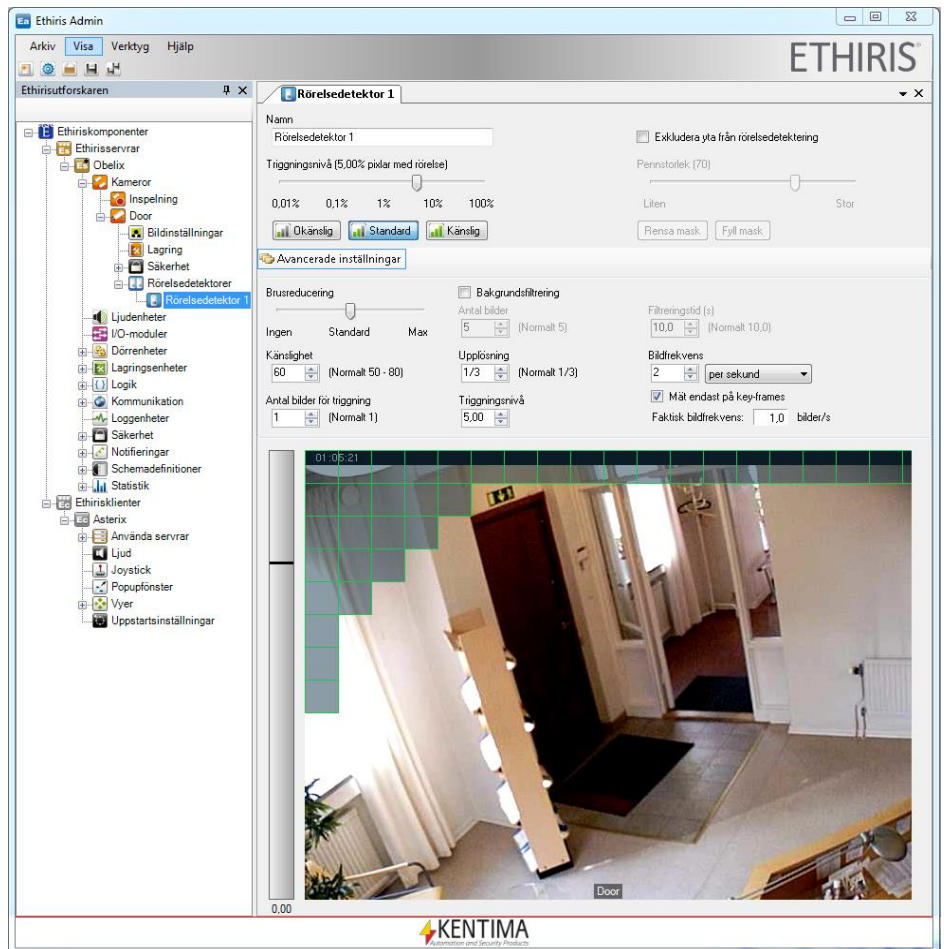 Ethiris Admin
Arkiv Visa Verktyg Hjälp
ETHIRIS
Ethirisutforskaren
Ethiriskomponenter
Ethirisservrar
Obelix
Kameror
Inspelning
Door
Bildinställningar
Lagring
Säkerhet
Rörelsedetektorer
Rörelsedetektor 1
Ljudenheter
I/O-moduler
Dörrenheter
Lagringsenheter
Logik
Kommunikation
Loggenheter
Säkerhet
Notifieringar
Schemadefinitioner
Statistik
Ethirisklienter
Asterix
Använda servrar
Ljud
Joystick
Popupfönster
Vyer
Uppstartsinställningar
Rörelsedetektor 1
Namn
Rörelsedetektor 1
Exkludera yta från rörelsedetektering
Triggningsnivå (5,00% pixlar med rörelse)
Pennstorlek (70)
0,01% 0,1% 1% 10% 100%
Liten Stor
Okänslig Standard Känslig
Rensa mask Fyll mask
Avancerade inställningar
Brusreducering
Ingen Standard Max
Bakgrundsfiltrering
Antal bilder
5 (Normalt 5)
Filtreringstid (s)
10,0 (Normalt 10,0)
Känslighet
60 (Normalt 50 - 80)
Upplösning
1/3 (Normalt 1/3)
Bildfrekvens
2 per sekund
Antal bilder för triggning
1 (Normalt 1)
Triggningsnivå
5,00
Mät endast på key-frames
Faktisk bildfrekvens: 1,0 bilder/s
01:05:21
Door
0,00
KENTIMA
Automation and Security Products